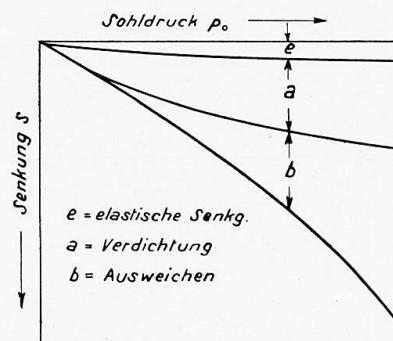 Sohldruck p₀
e
a
b
Senkung s
e = elastische Senkg.
a = Verdichtung
b = Ausweichen